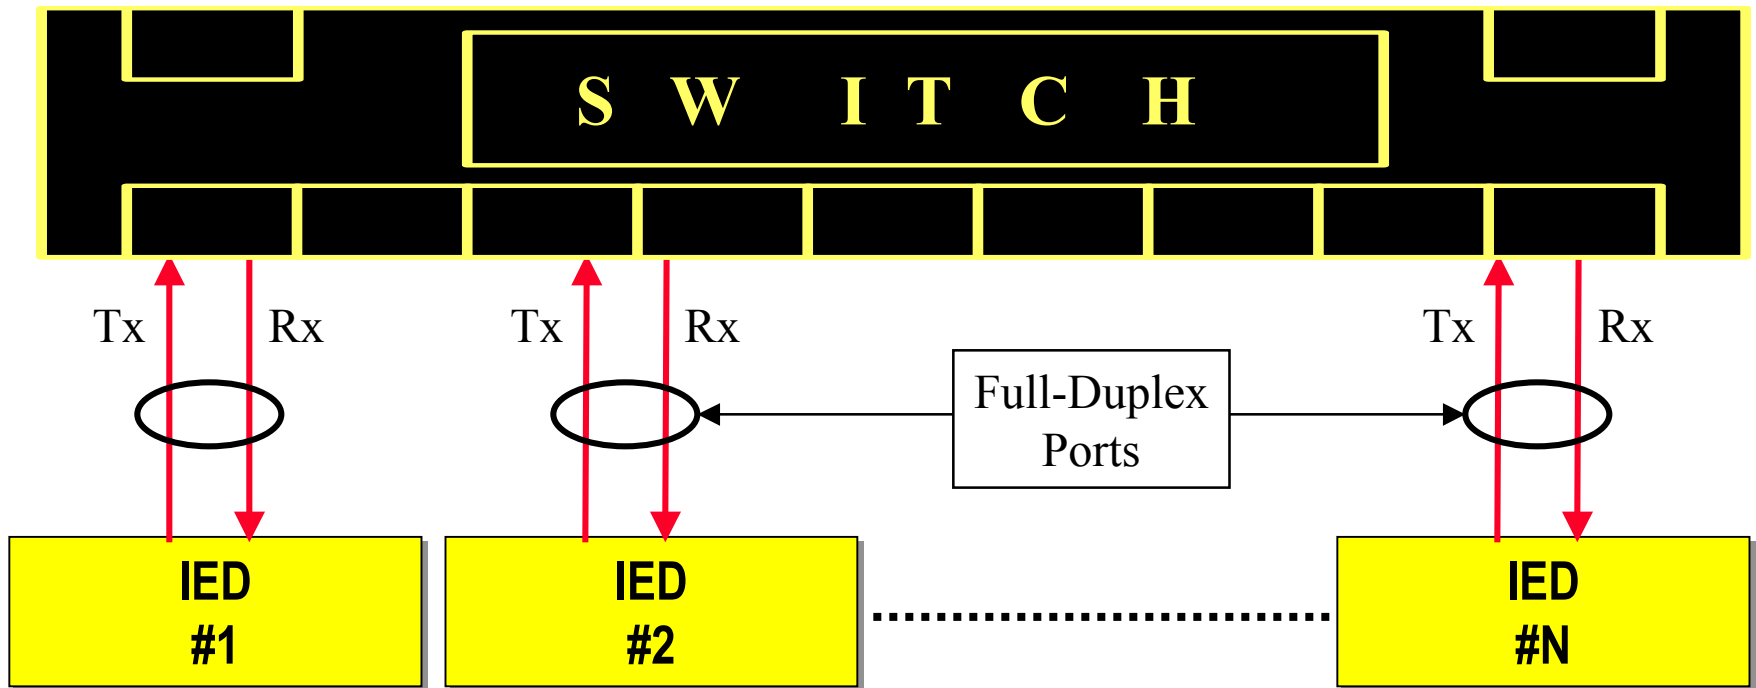 S W I T C H
Tx Rx Tx Rx Tx Rx
Full-Duplex
Ports
IED
#1
IED
#2
IED
#N